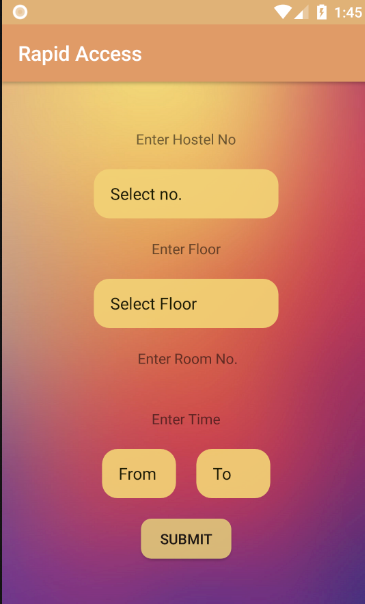 1:45
Rapid Access
Enter Hostel No
Select no.
Enter Floor
Select Floor
Enter Room No.
Enter Time
From To
SUBMIT